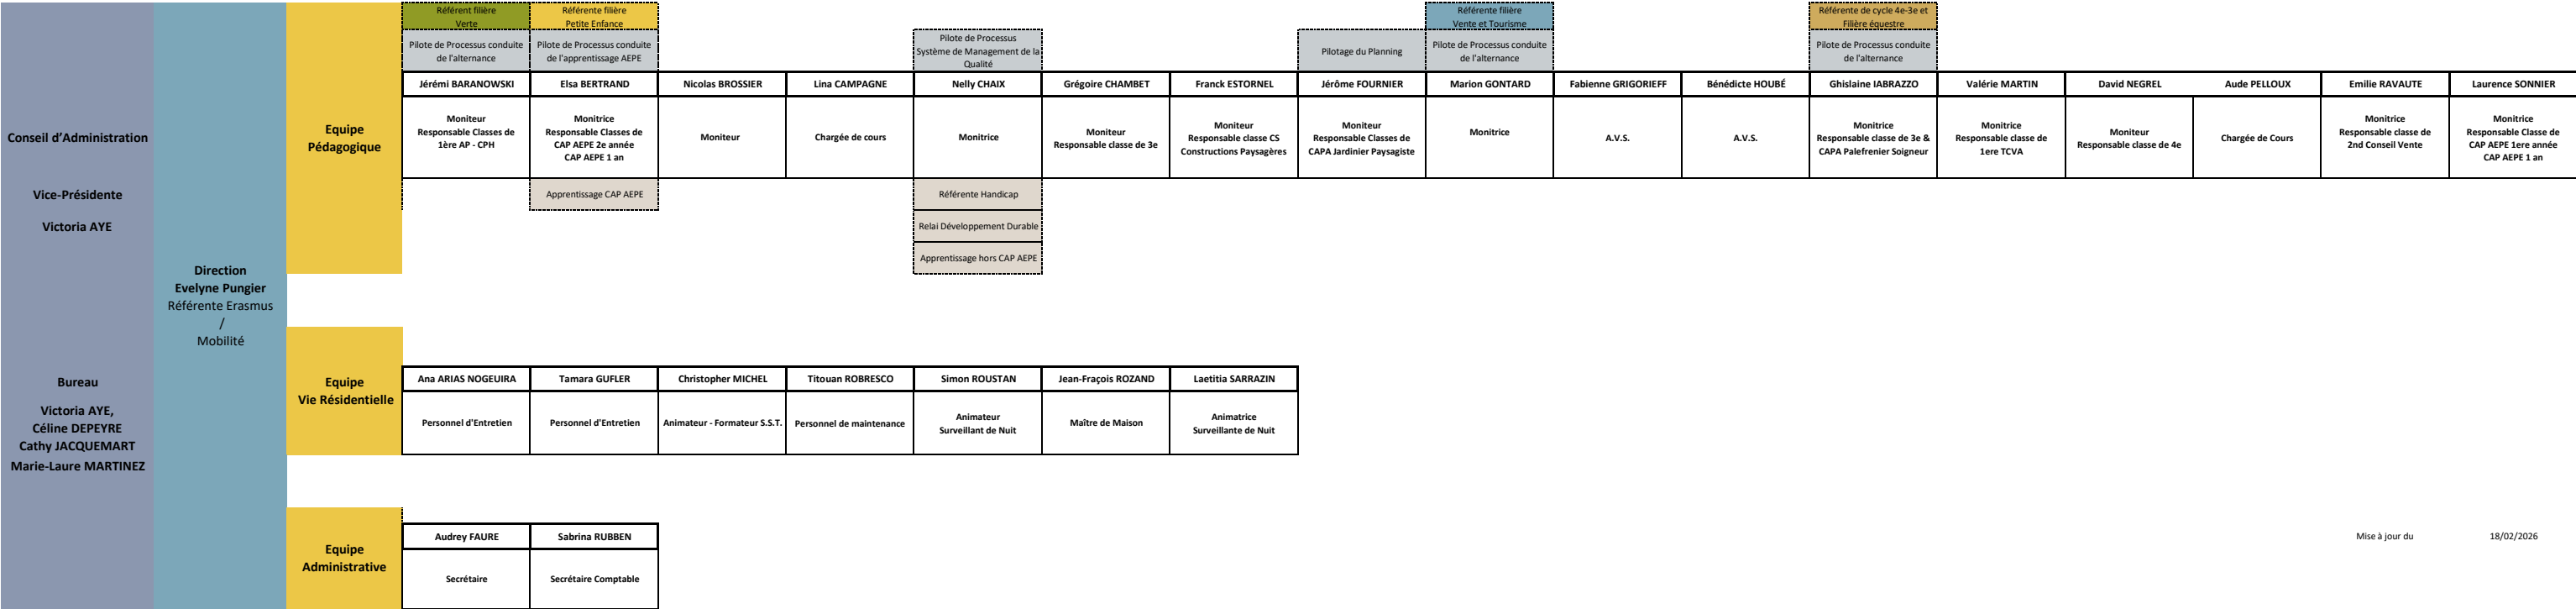 Conseil d'Administration
Vice-Présidente
Victoria AYE
Bureau
Victoria AYE,
Céline DEPEYRE
Cathy JACQUEMART
Marie-Laure MARTINEZ
Direction
Evelyne Pungier
Référente Erasmus
/
Mobilité
Equipe
Pédagogique
Référent filière
Verte
Pilote de Processus conduite
de l'alternance
Jérémi BARANOWSKI
Moniteur
Responsable Classes de
1ère AP - CPH
Référente filière
Petite Enfance
Pilote de Processus conduite
de l'apprentissage AEPE
Elsa BERTRAND
Monitrice
Responsable Classes de
CAP AEPE 2e année
CAP AEPE 1 an
Apprentissage CAP AEPE
Nicolas BROSSIER
Moniteur
Lina CAMPAGNE
Chargée de cours
Pilote de Processus
Système de Management de la
Qualité
Nelly CHAIX
Monitrice
Référente Handicap
Relai Développement Durable
Apprentissage hors CAP AEPE
Grégoire CHAMBET
Moniteur
Responsable classe de 3e
Franck ESTORNEL
Moniteur
Responsable classe CS
Constructions Paysagères
Pilotage du Planning
Jérôme FOURNIER
Moniteur
Responsable Classes de
CAPA Jardinier Paysagiste
Référente filière
Vente et Tourisme
Pilote de Processus conduite
de l'alternance
Marion GONTARD
Monitrice
Fabienne GRIGORIEFF
A.V.S.
Bénédicte HOUBÉ
A.V.S.
Référente de cycle 4e-3e et
Filière équestre
Pilote de Processus conduite
de l'alternance
Ghislaine IABRAZZO
Monitrice
Responsable classe de 3e &
CAPA Palefrenier Soigneur
Valérie MARTIN
Monitrice
Responsable classe de
1ere TCVA
David NEGREL
Moniteur
Responsable classe de 4e
Aude PELLOUX
Chargée de Cours
Emilie RAVAUTE
Monitrice
Responsable classe de
2nd Conseil Vente
Laurence SONNIER
Monitrice
Responsable Classe de
CAP AEPE 1ere année
CAP AEPE 1 an
Equipe
Vie Résidentielle
Ana ARIAS NOGEUIRA
Personnel d'Entretien
Tamara GUFLER
Personnel d'Entretien
Christopher MICHEL
Animateur - Formateur S.S.T.
Titouan ROBRESCO
Personnel de maintenance
Simon ROUSTAN
Animateur
Surveillant de Nuit
Jean-Fraçois ROZAND
Maître de Maison
Laetitia SARRAZIN
Animatrice
Surveillante de Nuit
Equipe
Administrative
Audrey FAURE
Secrétaire
Sabrina RUBBEN
Secrétaire Comptable
Mise à jour du 18/02/2026